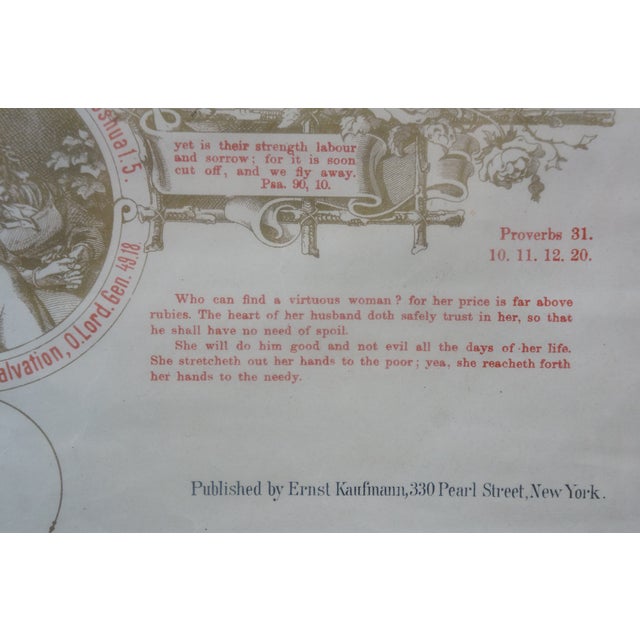 oshua 1. 5.
yet is their strength labour
and sorrow; for it is soon
cut off, and we fly away.
Psa. 90, 10.
alvation, O. Lord. Gen. 49.18.
Proverbs 31.
10. 11. 12. 20.
Who can find a virtuous woman? for her price is far above
rubies. The heart of her husband doth safely trust in her, so that
he shall have no need of spoil.
She will do him good and not evil all the days of her life.
She stretcheth out her hands to the poor; yea, she reacheth forth
her hands to the needy.
Published by Ernst Kaufmann, 330 Pearl Street, New York.